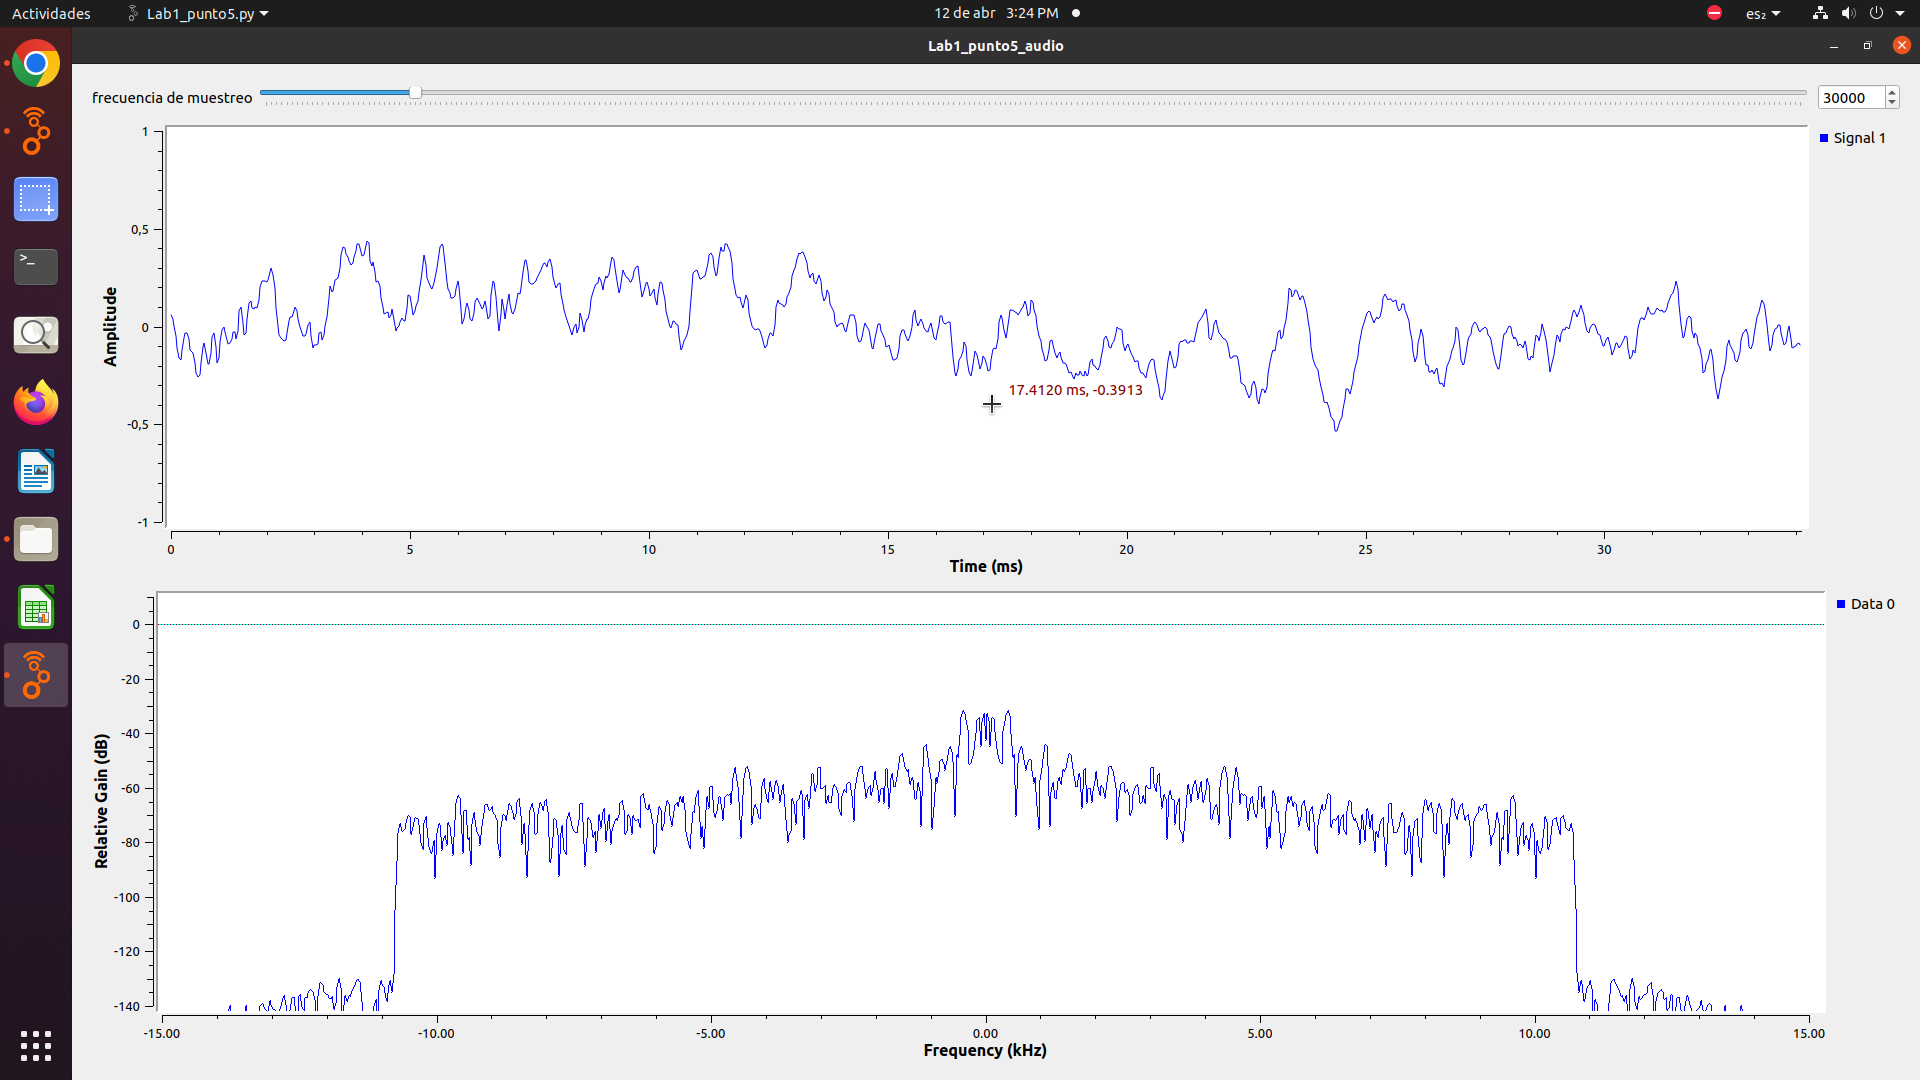 Actividades
Lab1_punto5.py
12 de abr 3:24 PM
es₂
Lab1_punto5_audio
frecuencia de muestreo
30000
Signal 1
1
0,5
0
-0,5
-1
Amplitude
17.4120 ms, -0.3913
0 5 10 15 20 25 30
Time (ms)
Data 0
0
-20
-40
-60
-80
-100
-120
-140
Relative Gain (dB)
-15.00 -10.00 -5.00 0.00 5.00 10.00 15.00
Frequency (kHz)
>_